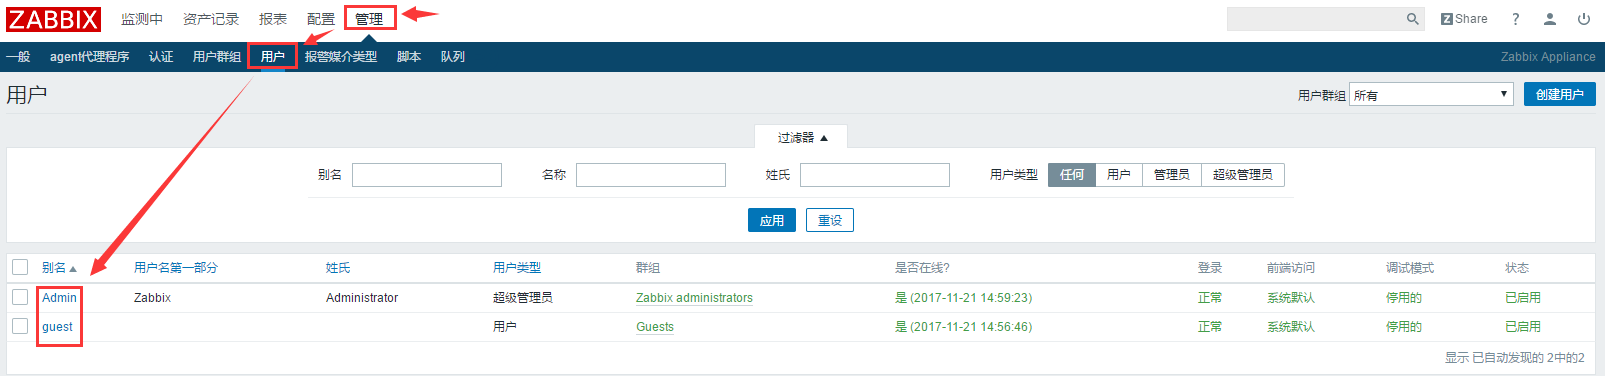 ZABBIX 监测中 资产记录 报表 配置 管理 Z Share ?
一般 agent代理程序 认证 用户群组 用户 报警媒介类型 脚本 队列 Zabbix Appliance
用户 用户群组 所有 创建用户
过滤器
别名 名称 姓氏 用户类型 任何 用户 管理员 超级管理员
应用 重设
别名 用户名第一部分 姓氏 用户类型 群组 是否在线? 登录 前端访问 调试模式 状态
Admin Zabbix Administrator 超级管理员 Zabbix administrators 是 (2017-11-21 14:59:23) 正常 系统默认 停用的 已启用
guest 用户 Guests 是 (2017-11-21 14:56:46) 正常 系统默认 停用的 已启用
显示 已自动发现的 2中的2